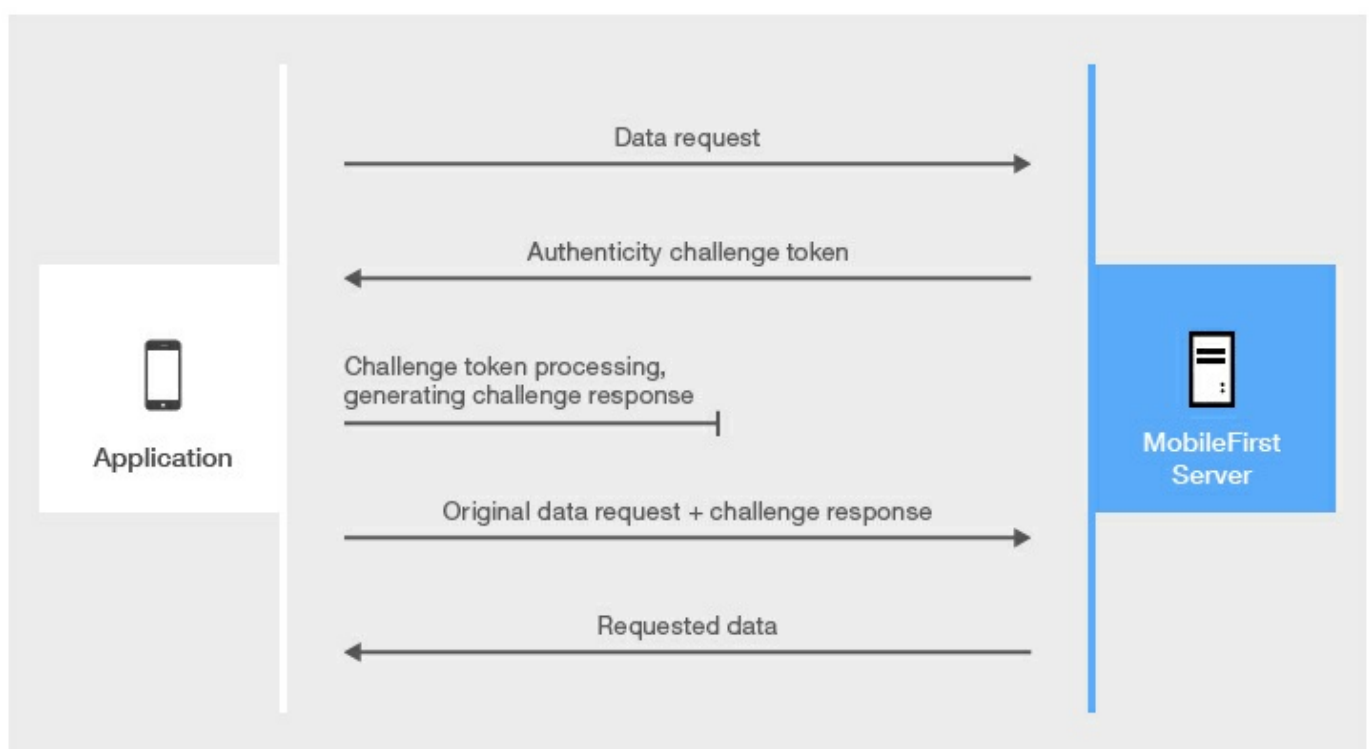 Data request
Authenticity challenge token
Challenge token processing,
generating challenge response
Application
MobileFirst
Server
Original data request + challenge response
Requested data